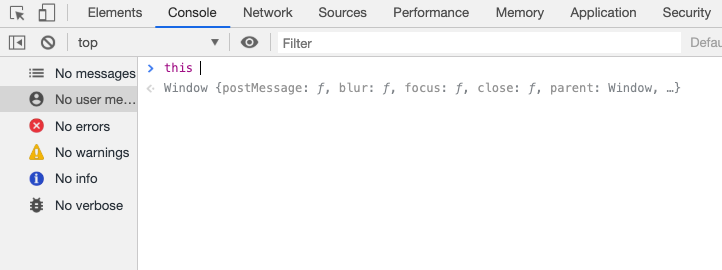 Elements Console Network Sources Performance Memory Application Security
top ▼ Filter Defau
No messages > this
No user me... <· Window {postMessage: ƒ, blur: ƒ, focus: ƒ, close: ƒ, parent: Window, …}
No errors
No warnings
No info
No verbose